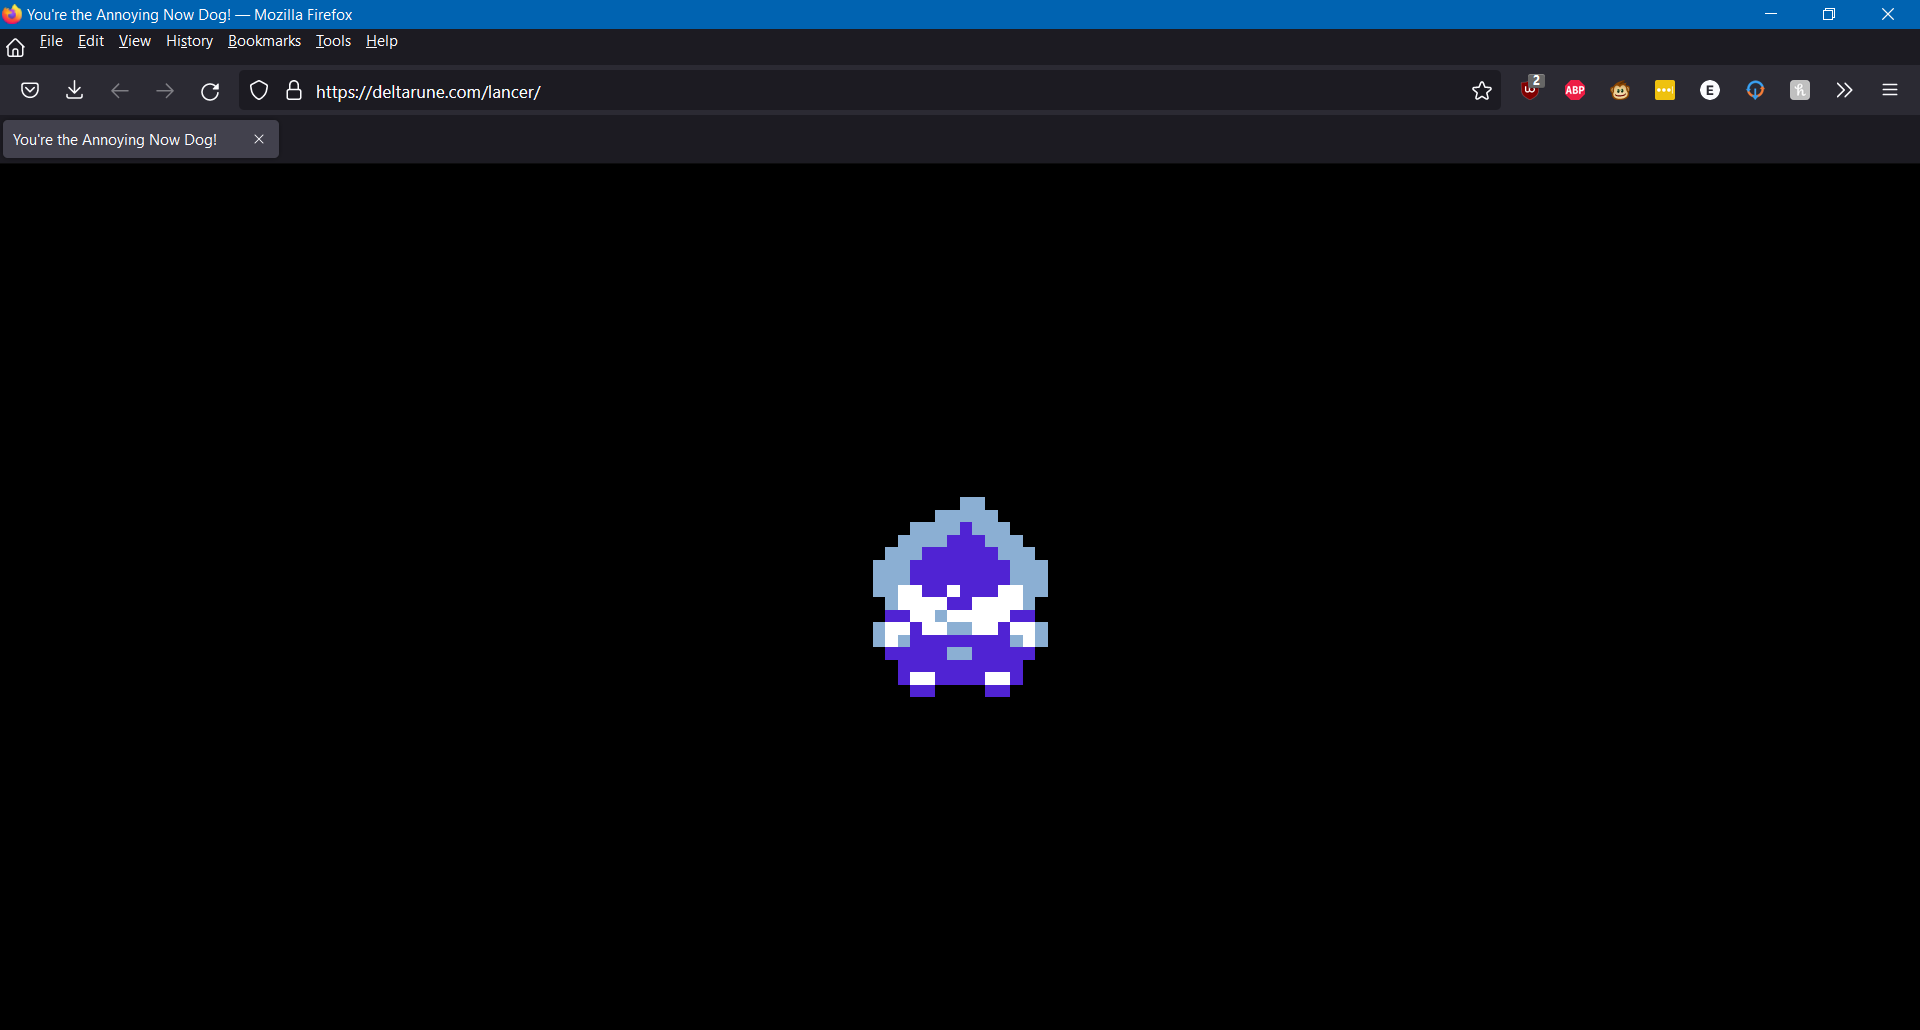 You're the Annoying Now Dog! — Mozilla Firefox
File Edit View History Bookmarks Tools Help
https://deltarune.com/lancer/
2
ABP
E
You're the Annoying Now Dog!